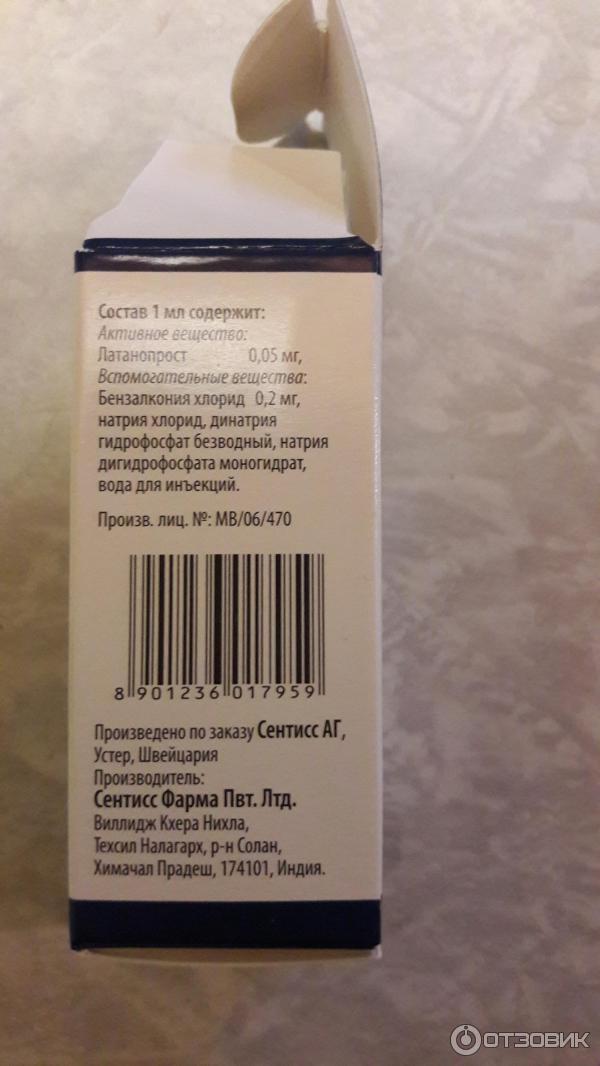 Состав 1 мл содержит:
Активное вещество:
Латанопрост 0,05 мг,
Вспомогательные вещества:
Бензалкония хлорид 0,2 мг,
натрия хлорид, динатрия
гидрофосфат безводный, натрия
дигидрофосфата моногидрат,
вода для инъекций.
Произв. лиц. №: MB/06/470
8 901236 017959
Произведено по заказу Сентисс АГ,
Устер, Швейцария
Производитель:
Сентисс Фарма Пвт. Лтд.
Виллидж Кхера Нихла,
Техсил Налагарх, р-н Солан,
Химачал Прадеш, 174101, Индия.
ОТЗОВИК